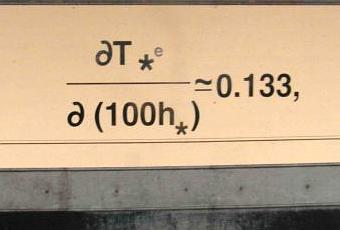 ∂T*ᵉ
≃0.133,
∂(100h*)